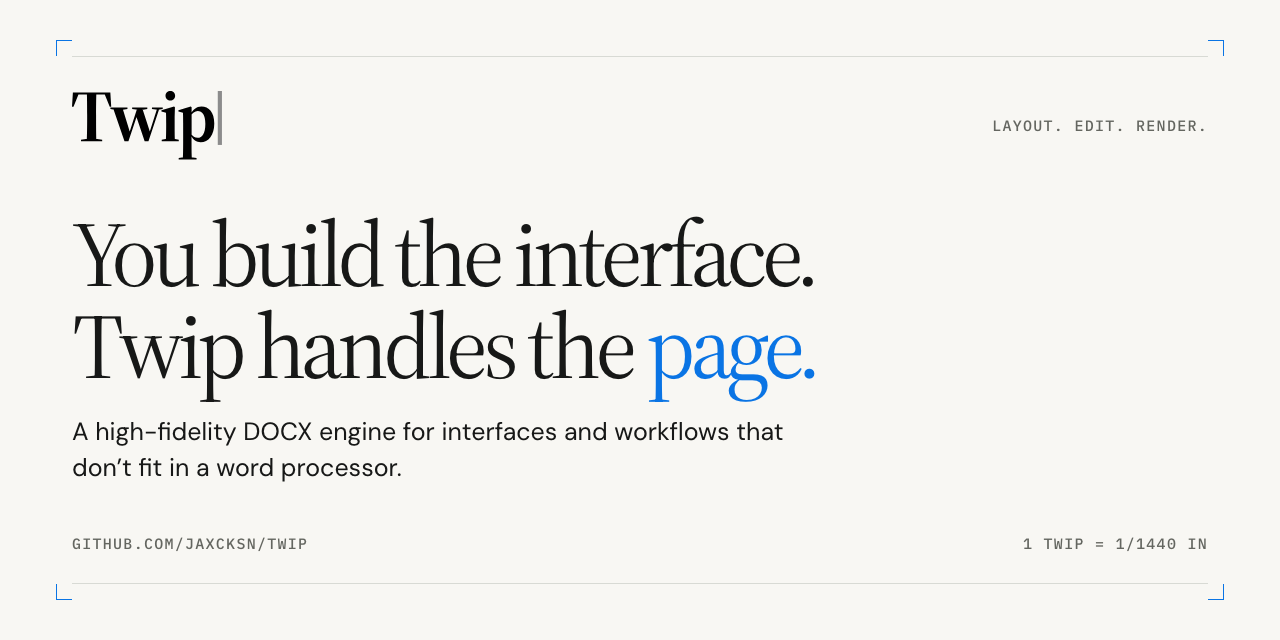 Twip
LAYOUT. EDIT. RENDER.
You build the interface.
Twip handles the page.
A high-fidelity DOCX engine for interfaces and workflows that
don’t fit in a word processor.
GITHUB.COM/JAXCKSN/TWIP
1 TWIP = 1/1440 IN